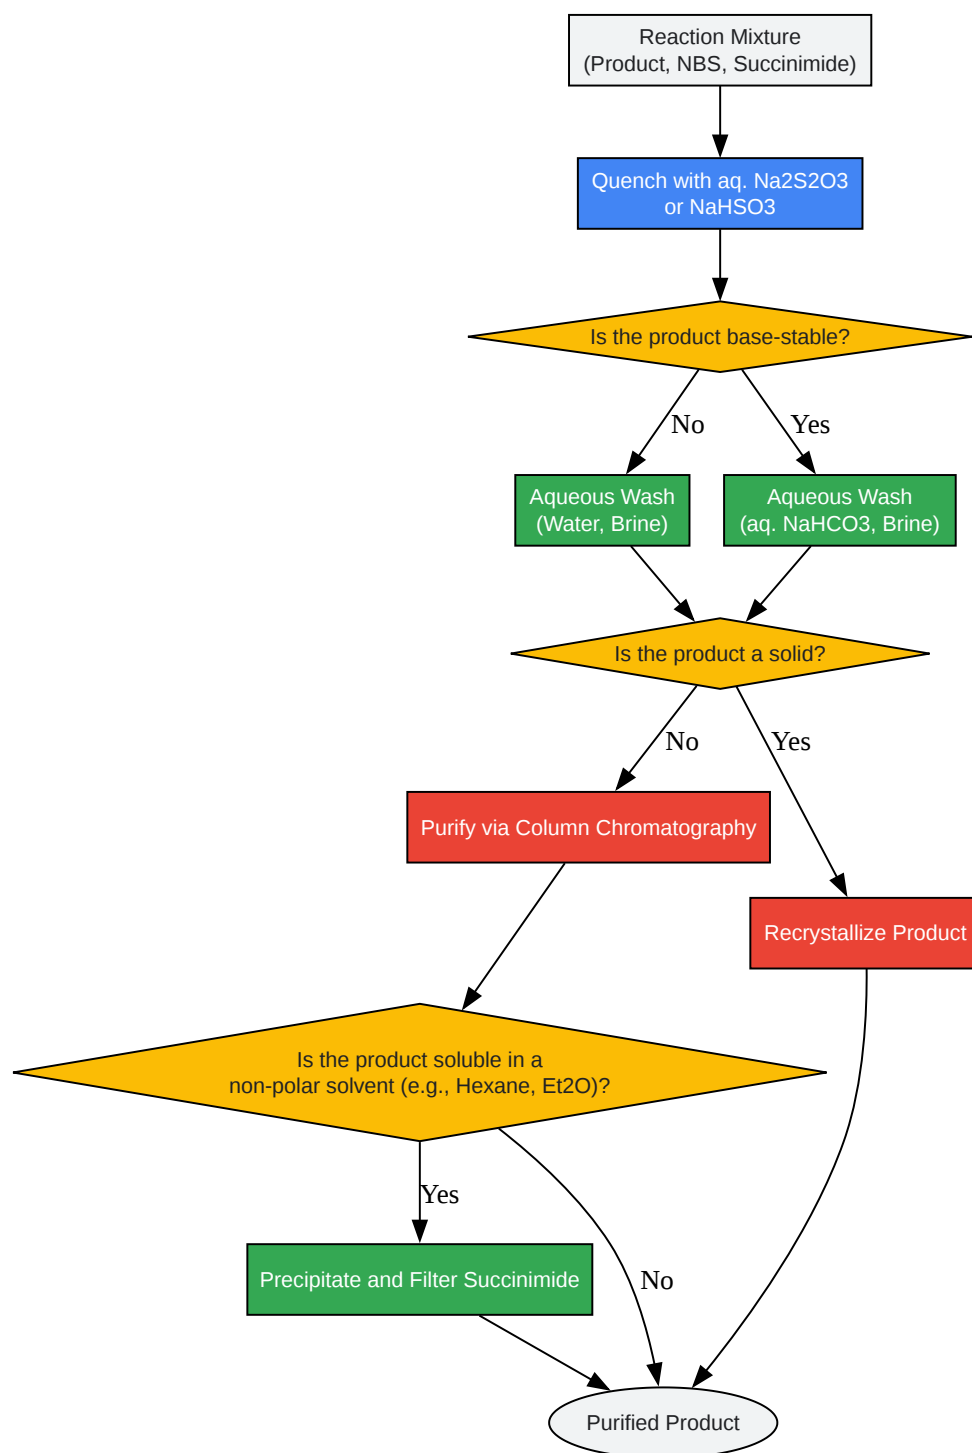 Reaction Mixture
(Product, NBS, Succinimide)
Quench with aq. Na2S2O3
or NaHSO3
Is the product base-stable?
No
Yes
Aqueous Wash
(Water, Brine)
Aqueous Wash
(aq. NaHCO3, Brine)
Is the product a solid?
No
Yes
Purify via Column Chromatography
Recrystallize Product
Is the product soluble in a
non-polar solvent (e.g., Hexane, Et2O)?
Yes
No
Precipitate and Filter Succinimide
Purified Product